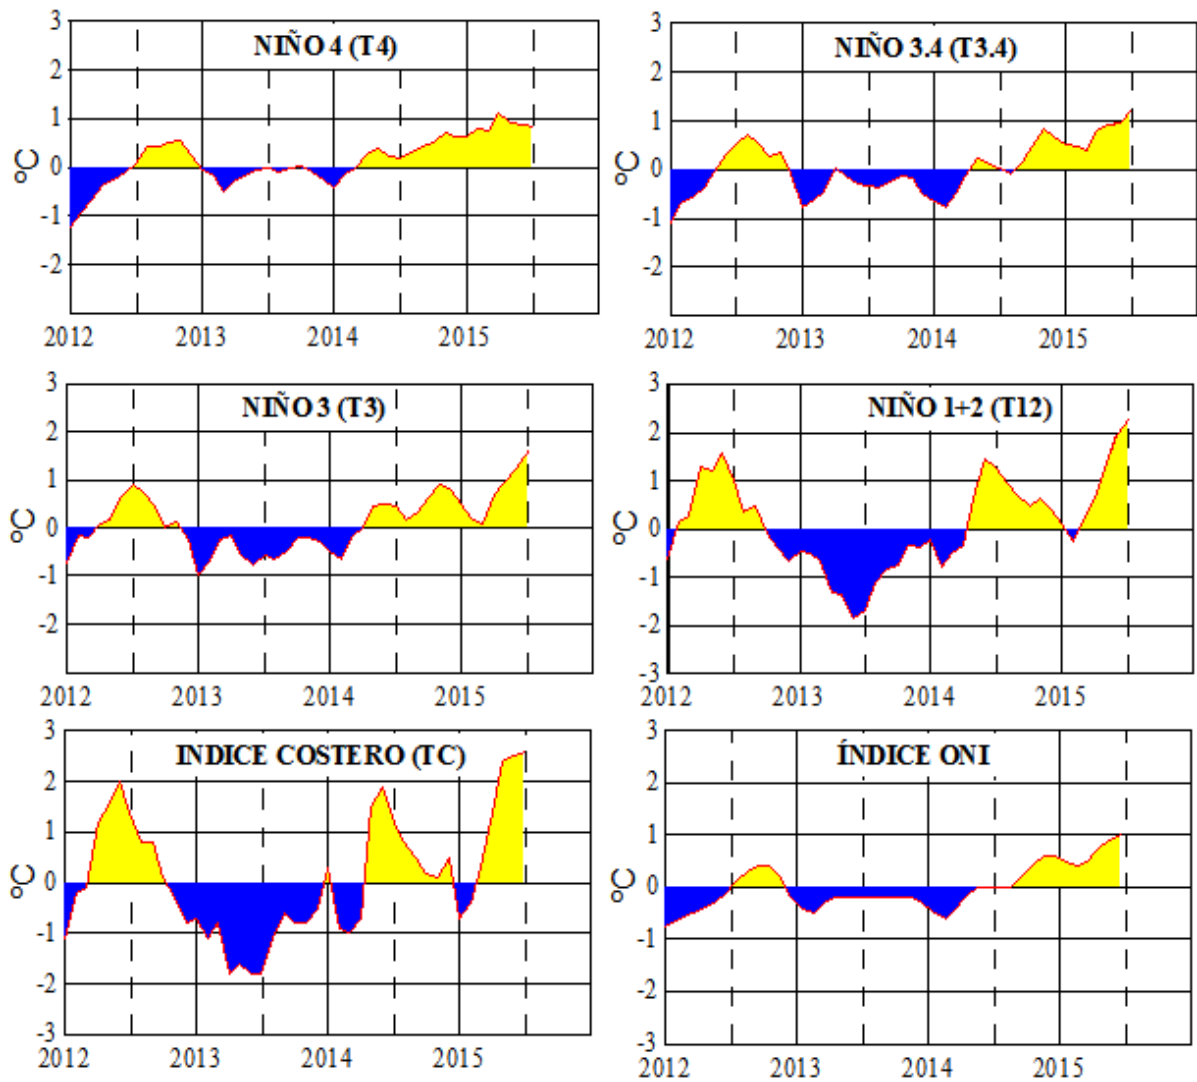 NIÑO 4 (T4)
3
2
1
0
-1
-2
°C
2012 2013 2014 2015
NIÑO 3.4 (T3.4)
3
2
1
0
-1
-2
°C
2012 2013 2014 2015
NIÑO 3 (T3)
3
2
1
0
-1
-2
°C
2012 2013 2014 2015
NIÑO 1+2 (T12)
3
2
1
0
-1
-2
-3
°C
2012 2013 2014 2015
INDICE COSTERO (TC)
3
2
1
0
-1
-2
-3
°C
2012 2013 2014 2015
ÍNDICE ONI
3
2
1
0
-1
-2
-3
°C
2012 2013 2014 2015